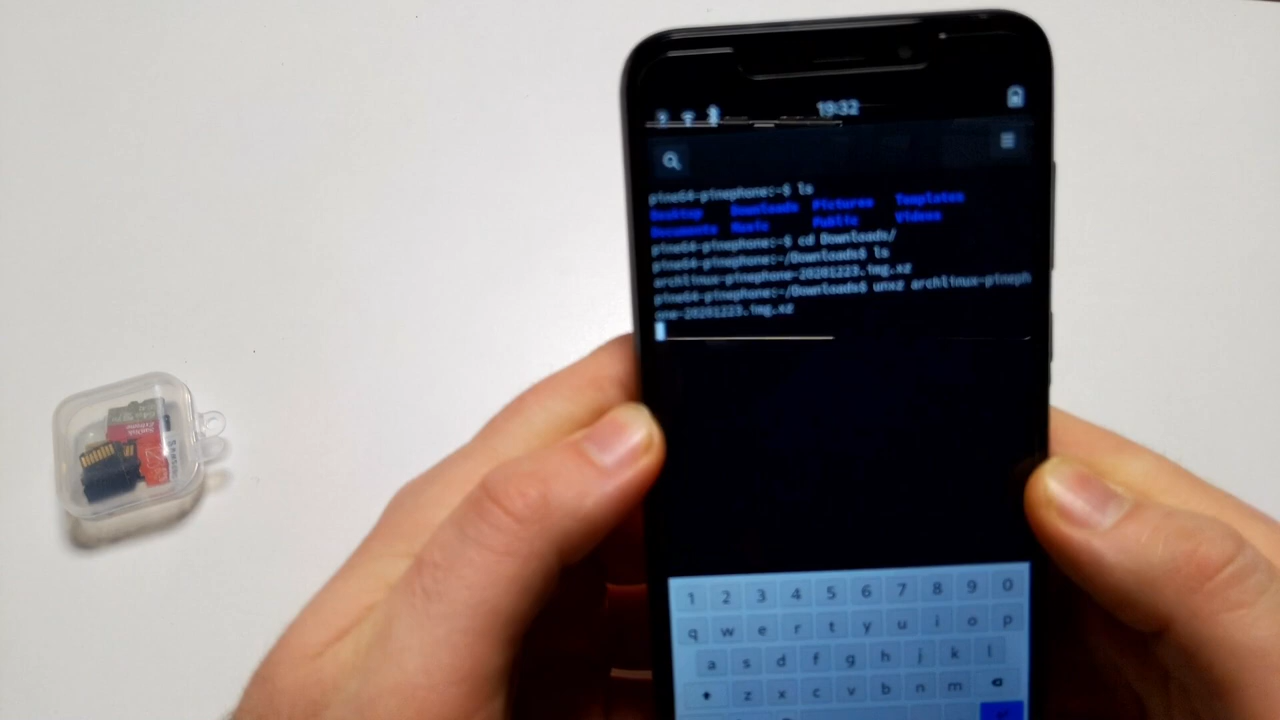 19:32
pine64-pinephone:~$ ls
Desktop Downloads Pictures Templates
Documents Music Public Videos
pine64-pinephone:~$ cd Downloads/
pine64-pinephone:~/Downloads$ ls
archlinux-pinephone-20201223.img.xz
pine64-pinephone:~/Downloads$ unxz archlinux-pineph
one-20201223.img.xz
1 2 3 4 5 6 7 8 9 0
q w e r t y u i o p
a s d f g h j k l
z x c v b n m
SanDisk
Extreme